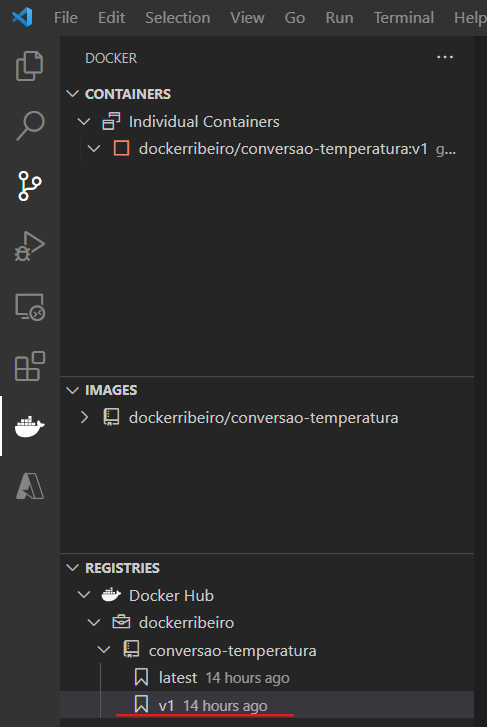 File Edit Selection View Go Run Terminal Help
DOCKER
CONTAINERS
Individual Containers
dockerribeiro/conversao-temperatura:v1 g...
IMAGES
dockerribeiro/conversao-temperatura
REGISTRIES
Docker Hub
dockerribeiro
conversao-temperatura
latest 14 hours ago
v1 14 hours ago